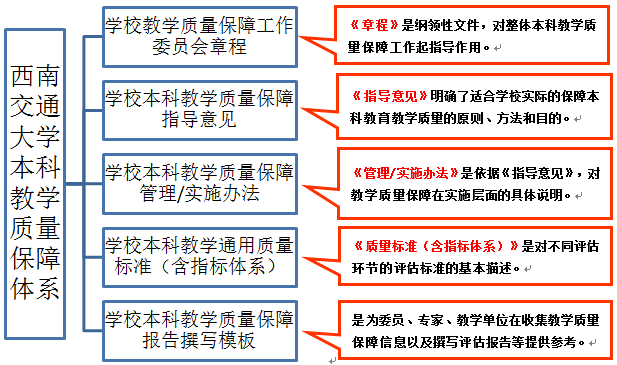 西南
交通
大学
本科
教学
质量
保障
体系
学校教学质量保障工作
委员会章程
《章程》是纲领性文件，对整体本科教学质
量保障工作起指导作用。
学校本科教学质量保障
指导意见
《指导意见》明确了适合学校实际的保障本
科教育教学质量的原则、方法和目的。
学校本科教学质量保障
管理/实施办法
《管理/实施办法》是依据《指导意见》，对
教学质量保障在实施层面的具体说明。
学校本科教学通用质量
标准（含指标体系）
《质量标准（含指标体系）》是对不同评估
环节的评估标准的基本描述。
学校本科教学质量保障
报告撰写模板
是为委员、专家、教学单位在收集教学质量
保障信息以及撰写评估报告等提供参考。